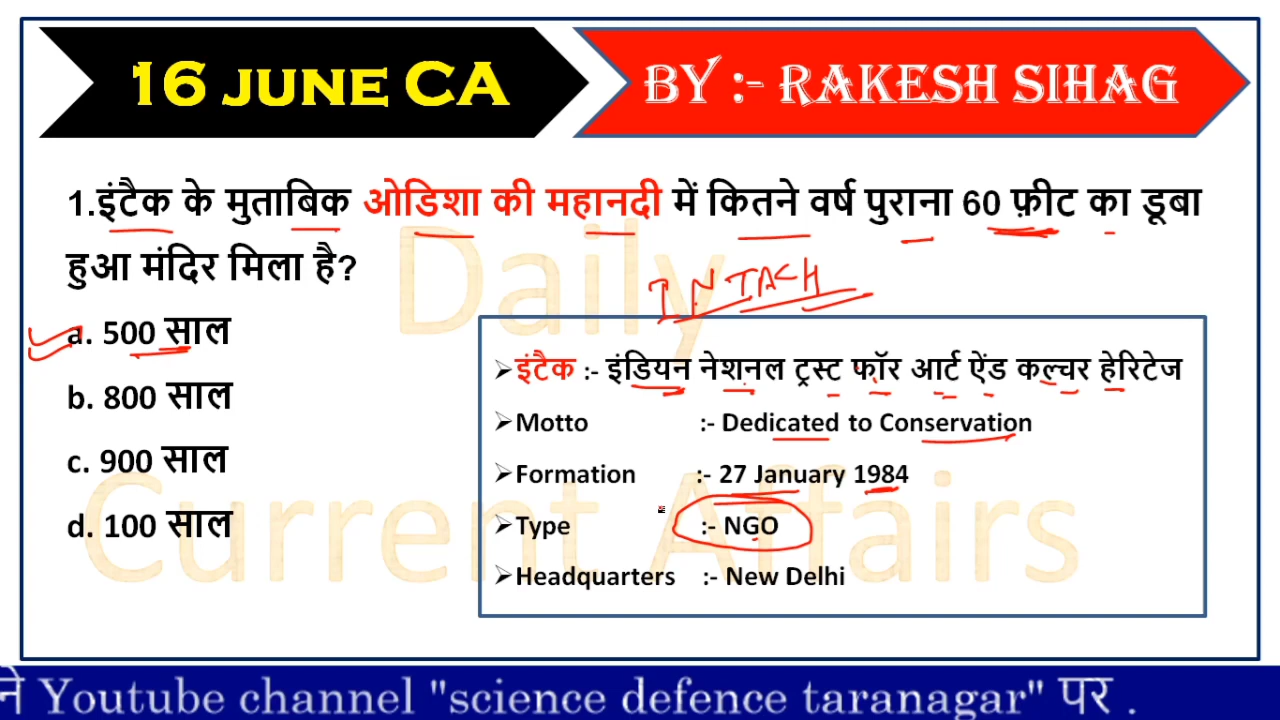 16 JUNE CA
BY :- RAKESH SIHAG
1.इंटैक के मुताबिक ओडिशा की महानदी में कितने वर्ष पुराना 60 फ़ीट का डूबा
हुआ मंदिर मिला है?
INTACH
a. 500 साल
b. 800 साल
c. 900 साल
d. 100 साल
➢इंटैक :- इंडियन नेशनल ट्रस्ट फॉर आर्ट ऐंड कल्चर हेरिटेज
➢Motto :- Dedicated to Conservation
➢Formation :- 27 January 1984
➢Type :- NGO
➢Headquarters :- New Delhi
Daily
Current Affairs
ने Youtube channel "science defence taranagar" पर .